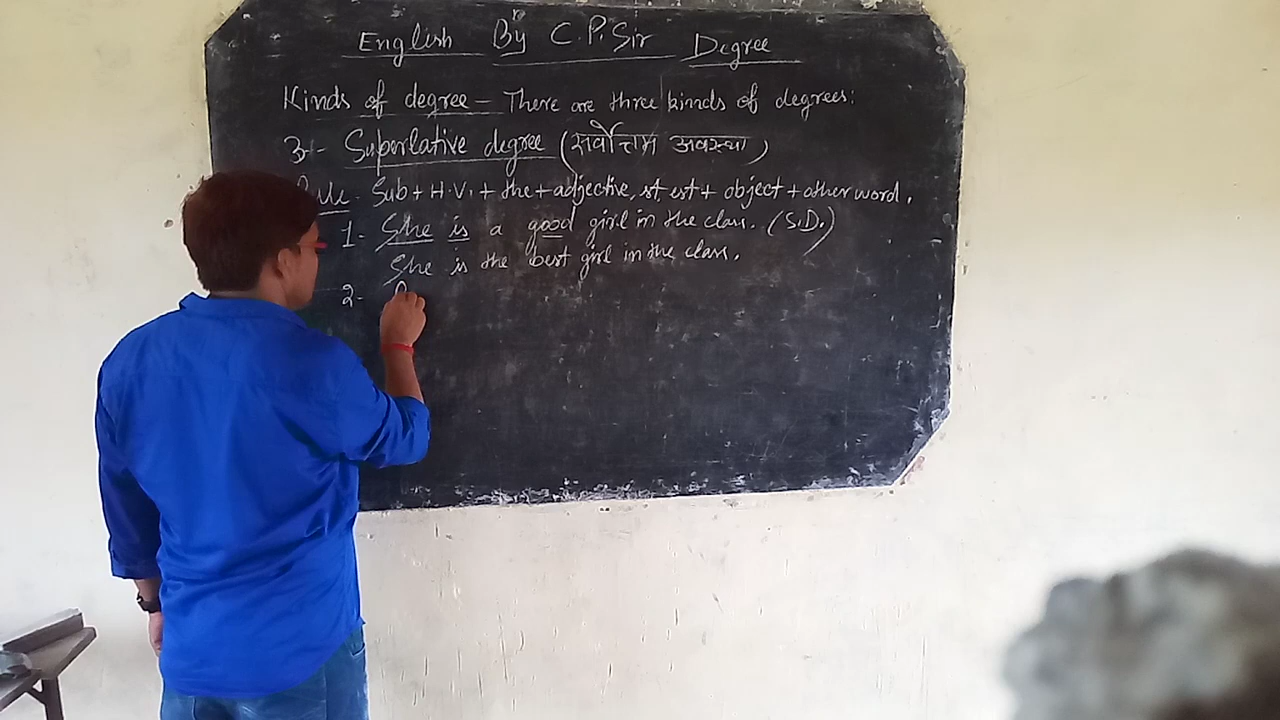 English By C.P. Sir Degree
Kinds of degree - There are three kinds of degrees:
3- Superlative degree (सर्वोत्तम अवस्था)
Sub + H.V. + the + adjective, st, est + object + other word.
1- She is a good girl in the class. (S.D.)
She is the best girl in the class.
2-